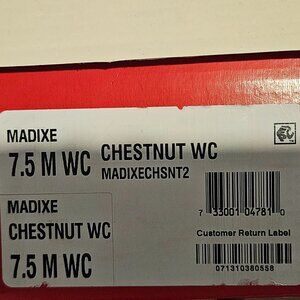 MADIXE
7.5 M WC CHESTNUT WC
MADIXECHSNT2
7 33001 04781 0
MADIXE
CHESTNUT WC
7.5 M WC
Customer Return Label
071310380558